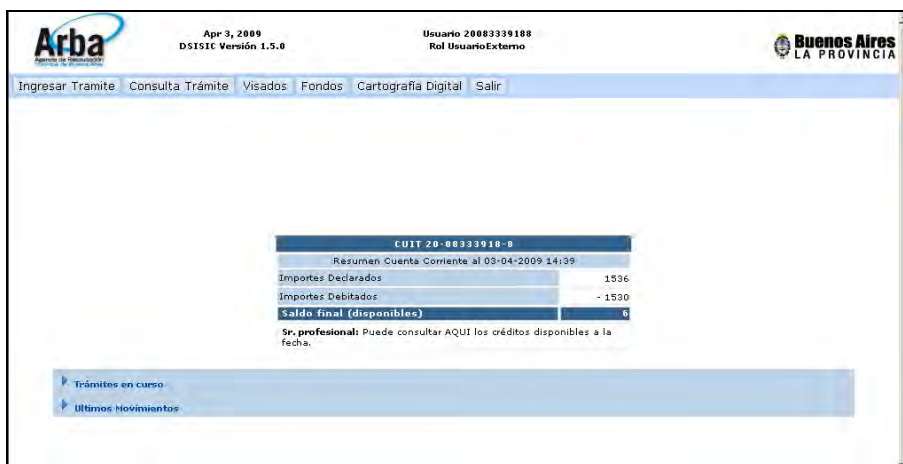 Arba
Agencia de Recaudación
Apr 3, 2009
DSISIC Versión 1.5.0
Usuario 20083339188
Rol UsuarioExterno
Buenos Aires
LA PROVINCIA
Ingresar Tramite Consulta Trámite Visados Fondos Cartografía Digital Salir
CUIT 20-08333918-8
Resumen Cuenta Corriente al 03-04-2009 14:39
Importes Declarados 1536
Importes Debitados - 1530
Saldo final (disponibles) 6
Sr. profesional: Puede consultar AQUI los créditos disponibles a la
fecha.
Trámites en curso
Ultimos Movimientos